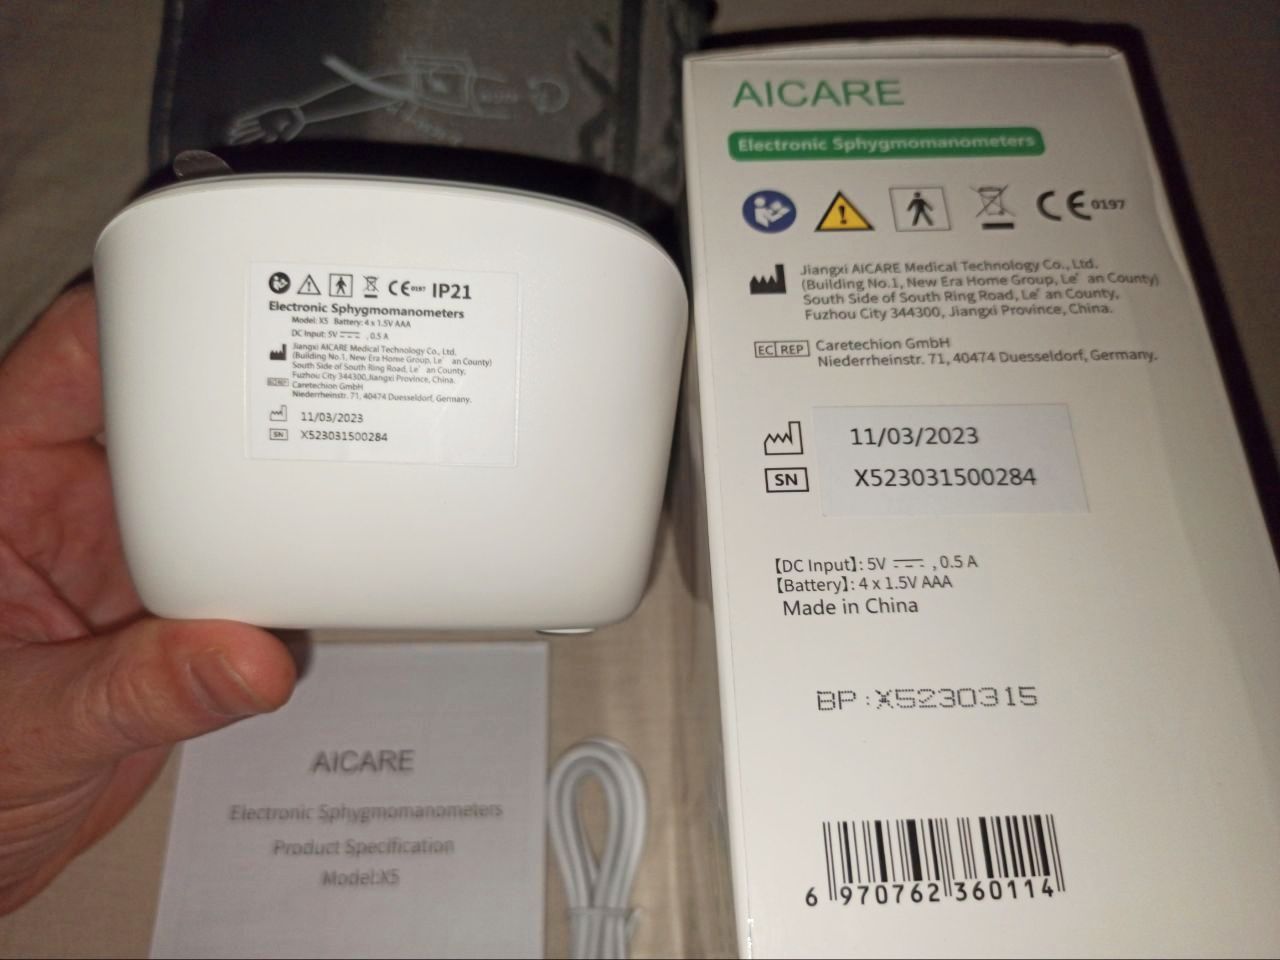 IP21
CE 0197
Electronic Sphygmomanometers
Model: X5 Battery: 4 x 1.5V AAA
DC Input: 5V , 0.5 A
Jiangxi AICARE Medical Technology Co., Ltd.
(Building No.1, New Era Home Group, Le' an County)
South Side of South Ring Road, Le' an County,
Fuzhou City 344300,Jiangxi Province, China.
EC REP
Caretechion GmbH
Niederrheinstr. 71, 40474 Duesseldorf, Germany.
11/03/2023
SN X523031500284
AICARE
Electronic Sphygmomanometers
Product Specification
Model:X5
AICARE
Electronic Sphygmomanometers
CE 0197
Jiangxi AICARE Medical Technology Co., Ltd.
(Building No.1, New Era Home Group, Le' an County)
South Side of South Ring Road, Le' an County,
Fuzhou City 344300, Jiangxi Province, China.
EC REP Caretechion GmbH
Niederrheinstr. 71, 40474 Duesseldorf, Germany.
11/03/2023
SN X523031500284
【DC Input】: 5V , 0.5 A
【Battery】: 4 x 1.5V AAA
Made in China
BP:X5230315
6 970762 360114